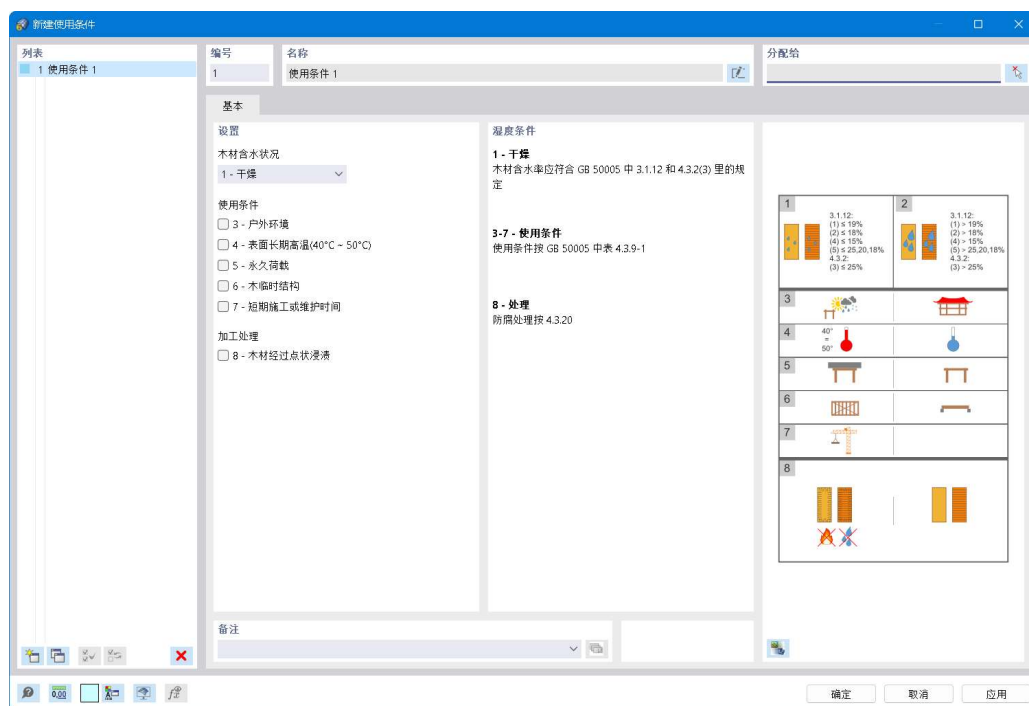 新建使用条件
列表
1 使用条件 1
编号
1
名称
使用条件 1
分配给
基本
设置
木材含水状况
1 - 干燥
使用条件
3 - 户外环境
4 - 表面长期高温(40°C ~ 50°C)
5 - 永久荷载
6 - 木临时结构
7 - 短期施工或维护时间
加工处理
8 - 木材经过点状浸渍
湿度条件
1 - 干燥
木材含水率应符合 GB 50005 中 3.1.12 和 4.3.2(3) 里的规
定
3-7 - 使用条件
使用条件按 GB 50005 中表 4.3.9-1
8 - 处理
防腐处理按 4.3.20
1
3.1.12:
(1) ≤ 19%
(2) ≤ 18%
(4) ≤ 15%
(5) ≤ 25,20,18%
4.3.2:
(3) ≤ 25%
2
3.1.12:
(1) > 19%
(2) > 18%
(4) > 15%
(5) > 25,20,18%
4.3.2:
(3) > 25%
3
4
40°
=
50°
5
6
7
8
备注
0,00
确定
取消
应用